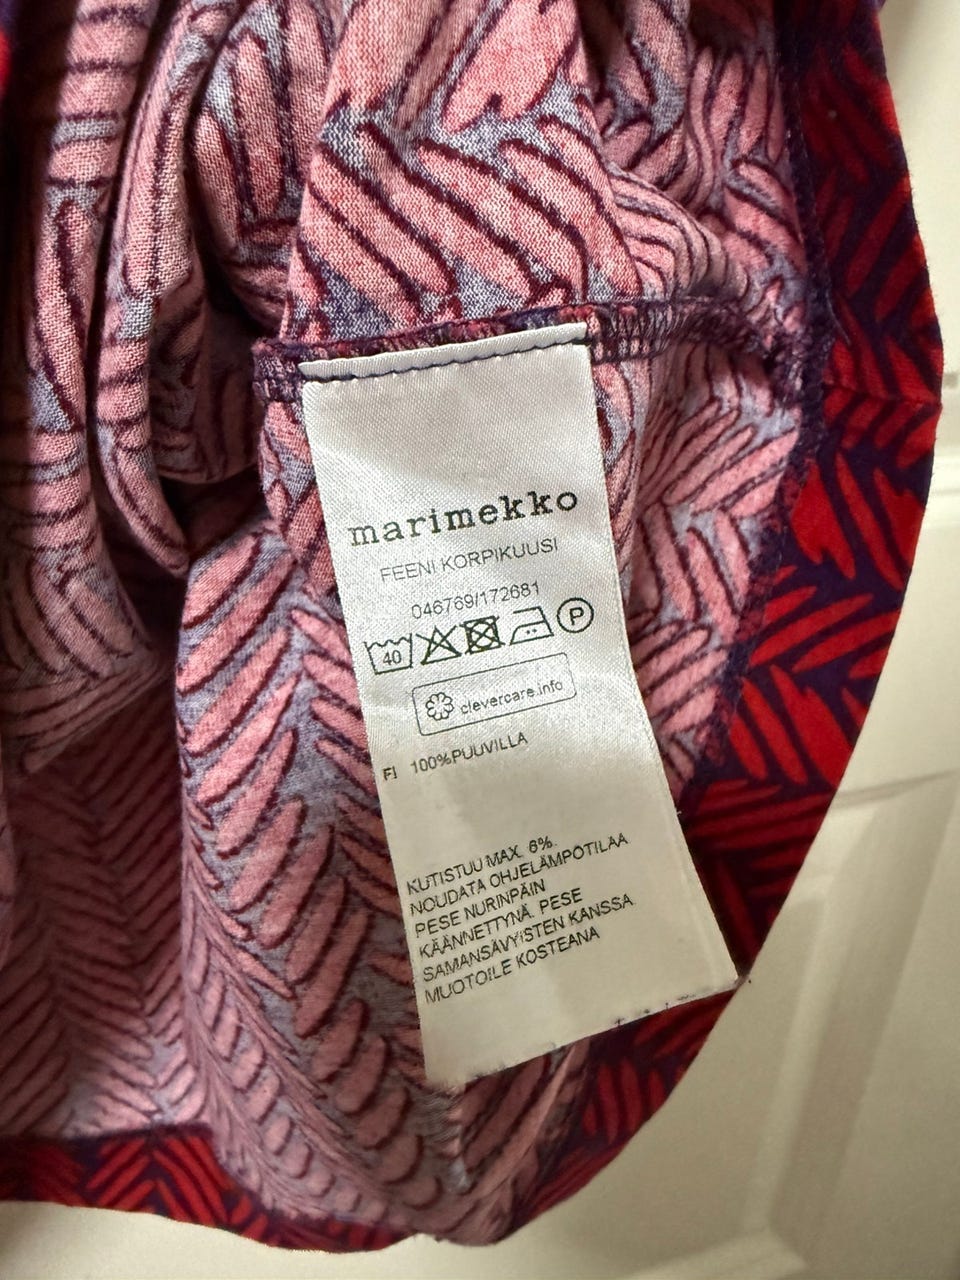 marimekko
FEENI KORPIKUUSI
046769/172681
40 P
clevercare.info
FI 100%PUUVILLA
KUTISTUU MAX. 6%.
NOUDATA OHJELÄMPÖTILAA
PESE NURINPÄIN
KÄÄNNETTYNÄ. PESE
SAMANSÄVYISTEN KANSSA
MUOTOILE KOSTEANA